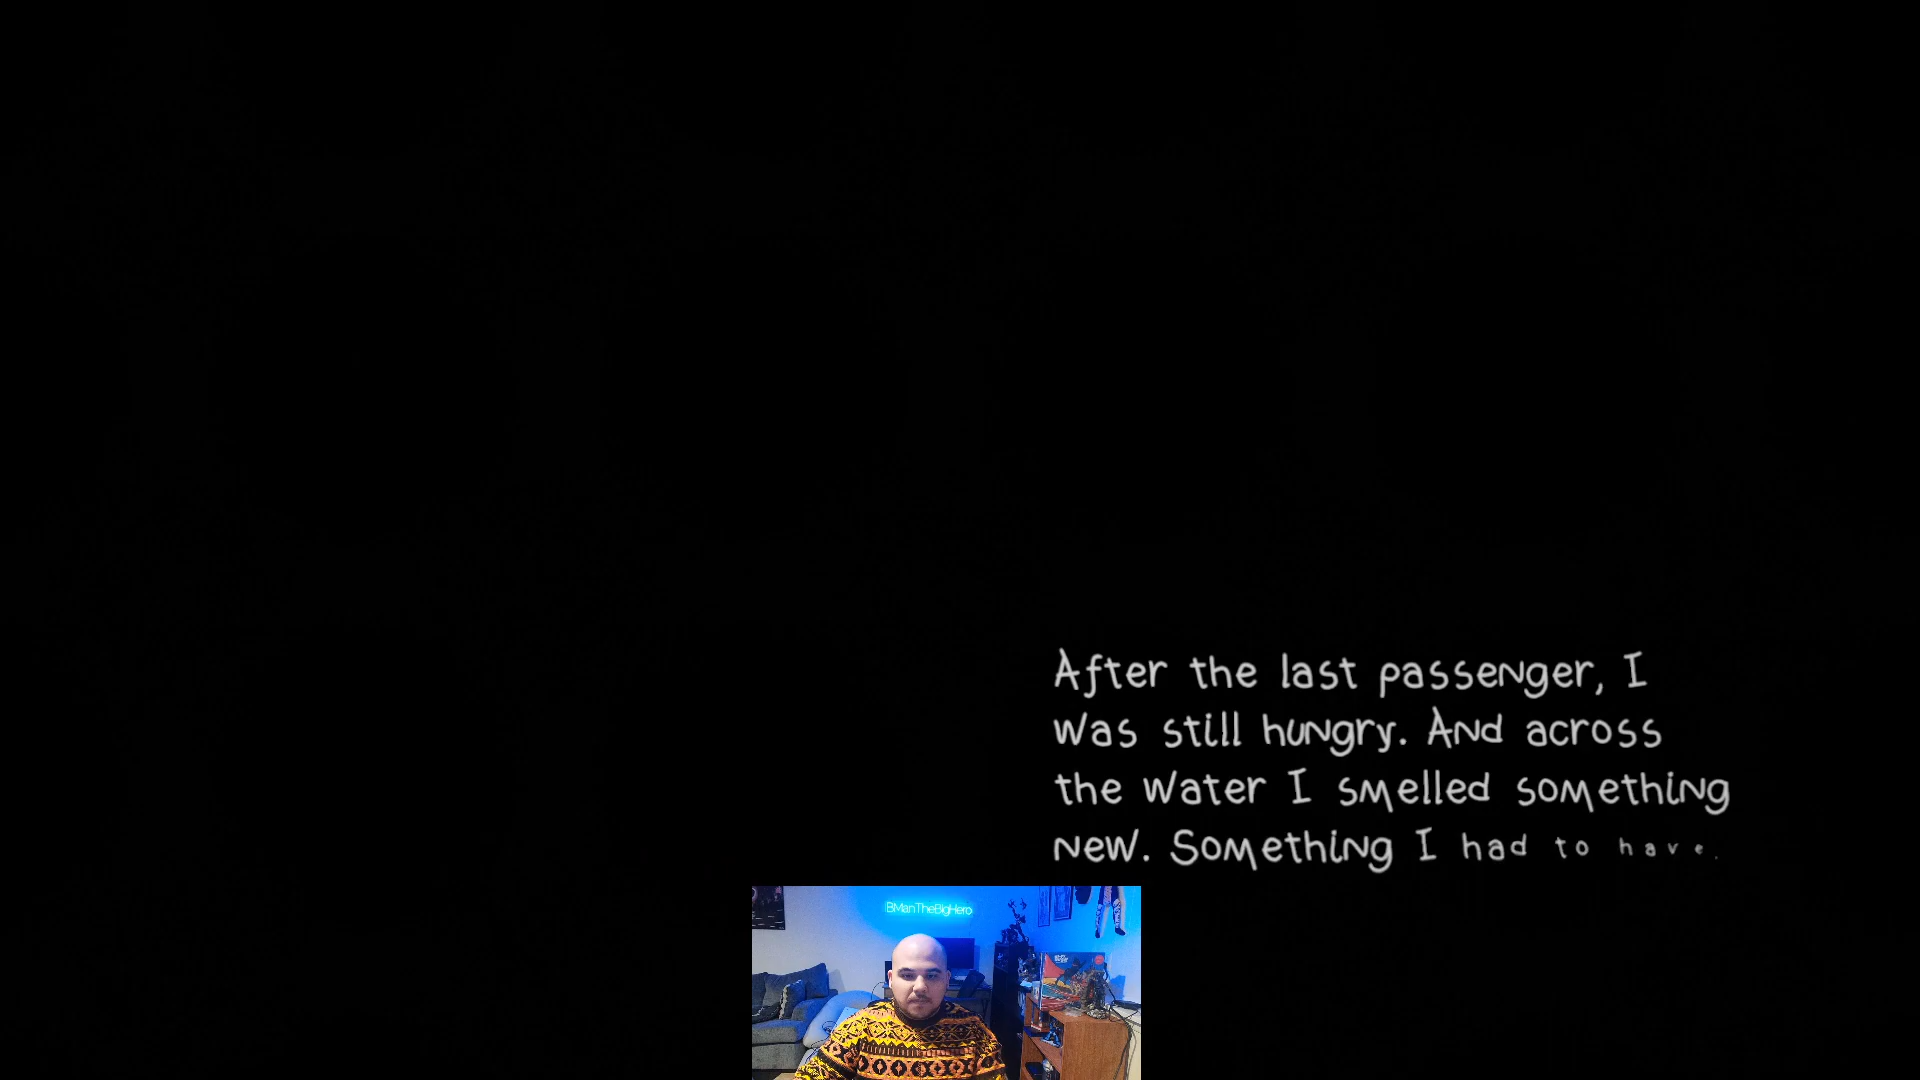 After the last passenger, I
was still hungry. And across
the water I smelled something
new. Something I had to have.
BManTheBigHero